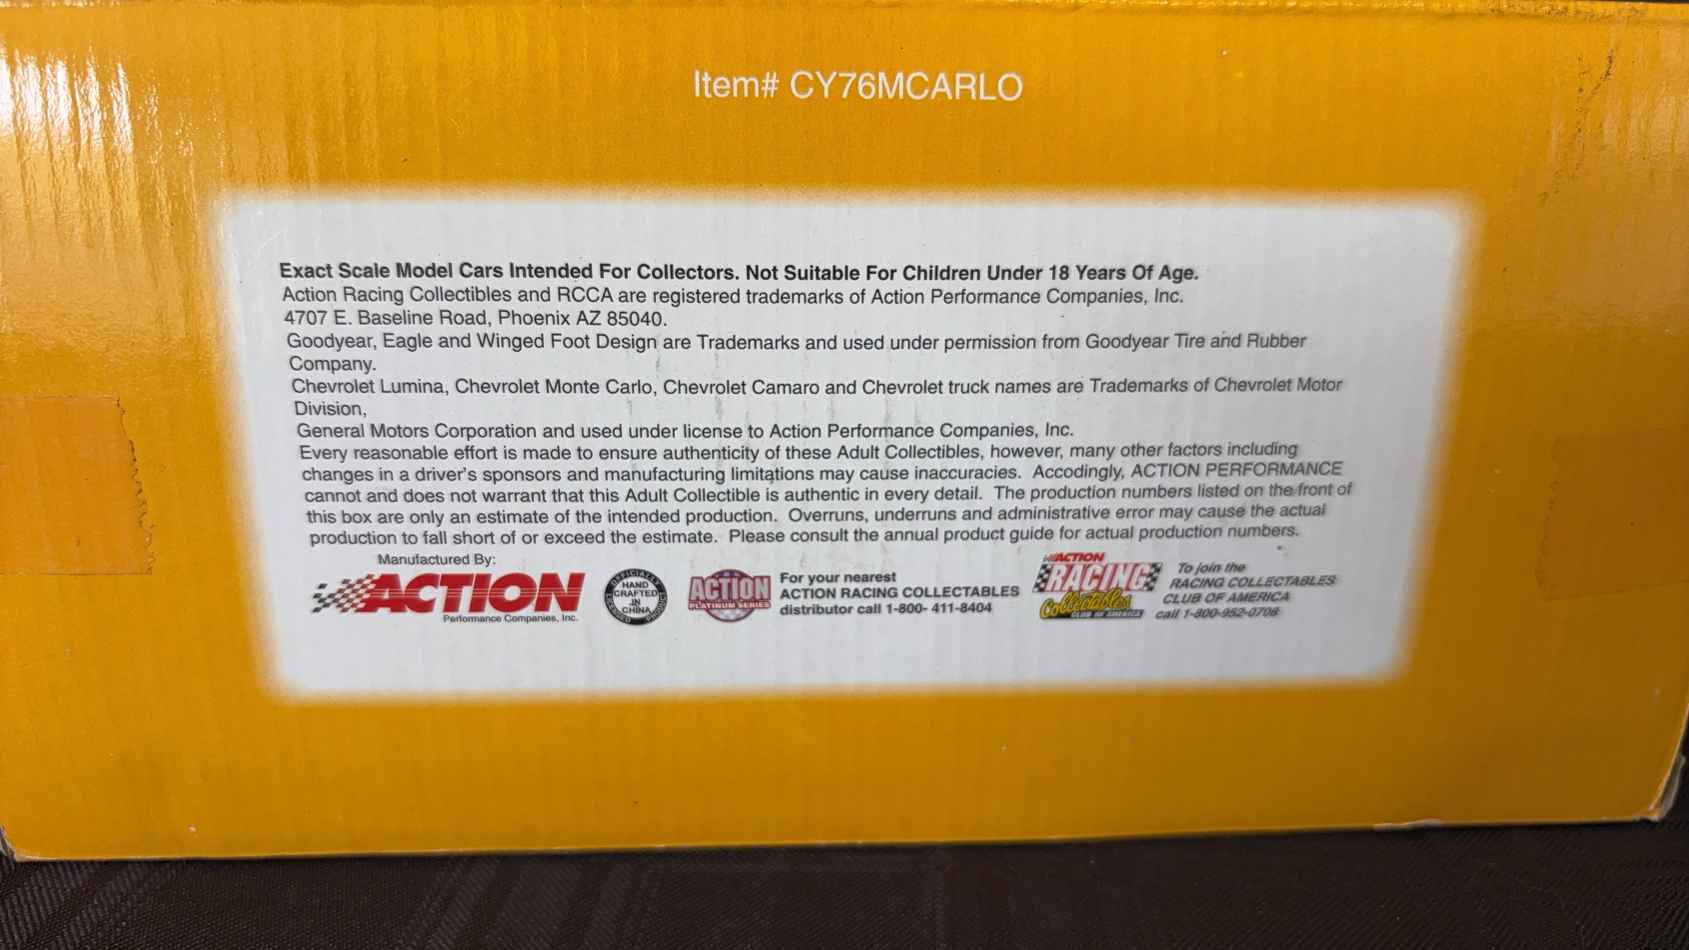 Item# CY76MCARLO
Exact Scale Model Cars Intended For Collectors. Not Suitable For Children Under 18 Years Of Age.
Action Racing Collectibles and RCCA are registered trademarks of Action Performance Companies, Inc.
4707 E. Baseline Road, Phoenix AZ 85040.
Goodyear, Eagle and Winged Foot Design are Trademarks and used under permission from Goodyear Tire and Rubber
Company.
Chevrolet Lumina, Chevrolet Monte Carlo, Chevrolet Camaro and Chevrolet truck names are Trademarks of Chevrolet Motor
Division,
General Motors Corporation and used under license to Action Performance Companies, Inc.
Every reasonable effort is made to ensure authenticity of these Adult Collectibles, however, many other factors including
changes in a driver's sponsors and manufacturing limitations may cause inaccuracies. Accodingly, ACTION PERFORMANCE
cannot and does not warrant that this Adult Collectible is authentic in every detail. The production numbers listed on the front of
this box are only an estimate of the intended production. Overruns, underruns and administrative error may cause the actual
production to fall short of or exceed the estimate. Please consult the annual product guide for actual production numbers.
Manufactured By:
ACTION
Performance Companies, Inc.
OFFICIALLY
HAND
CRAFTED
IN
CHINA
LICENSED PRODUCT
ACTION
PLATINUM SERIES
For your nearest
ACTION RACING COLLECTABLES
distributor call 1-800- 411-8404
ACTION
RACING
Collectables
CLUB OF AMERICA
To join the
RACING COLLECTABLES
CLUB OF AMERICA
call 1-800-952-0708